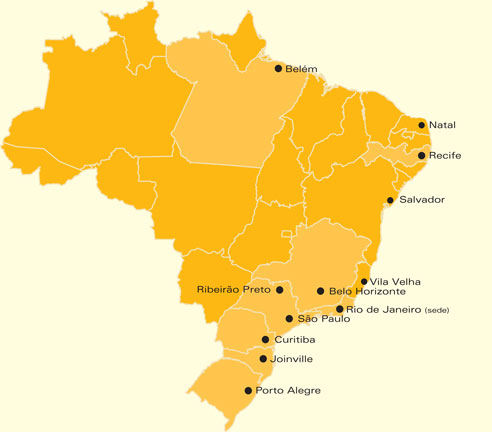 Belém
Natal
Recife
Salvador
Vila Velha
Ribeirão Preto
Belo Horizonte
Rio de Janeiro (sede)
São Paulo
Curitiba
Joinville
Porto Alegre